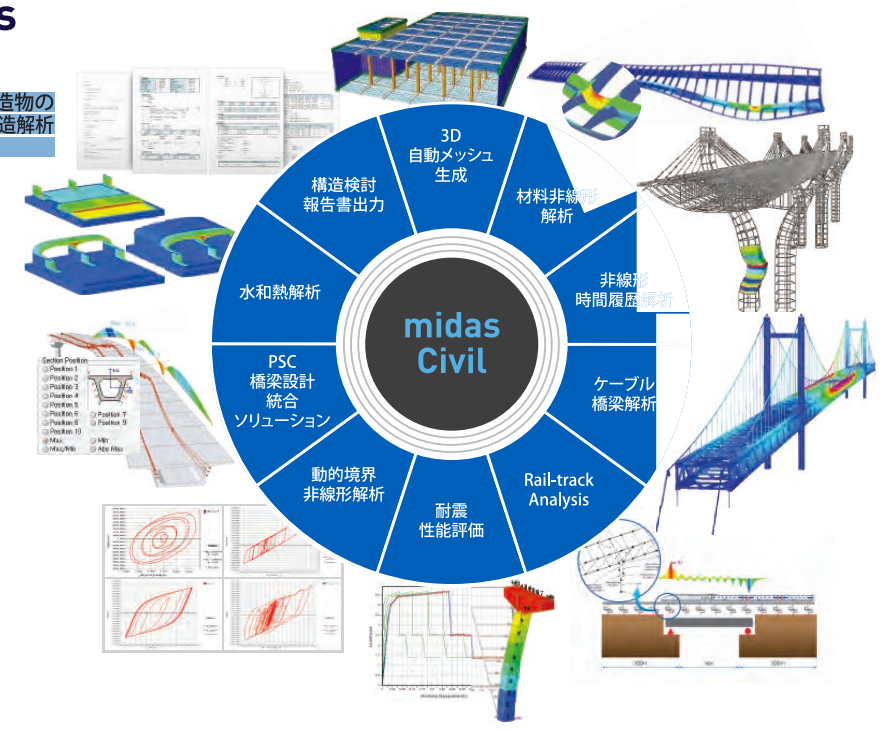 s
造物の
造解析
3D
自動メッシュ
生成
材料非線形
解析
非線形
時間履歴解析
ケーブル
橋梁解析
Rail-track
Analysis
耐震
性能評価
動的境界
非線形解析
PSC
橋梁設計
統合
ソリューション
水和熱解析
構造検討
報告書出力
midas
Civil
Section Position
Position 1
Position 2
Position 3
Position 4
Position 5
Position 6
Position 7
Position 8
Position 9
Position 10
Max
Min
Max/Min
Abs Max